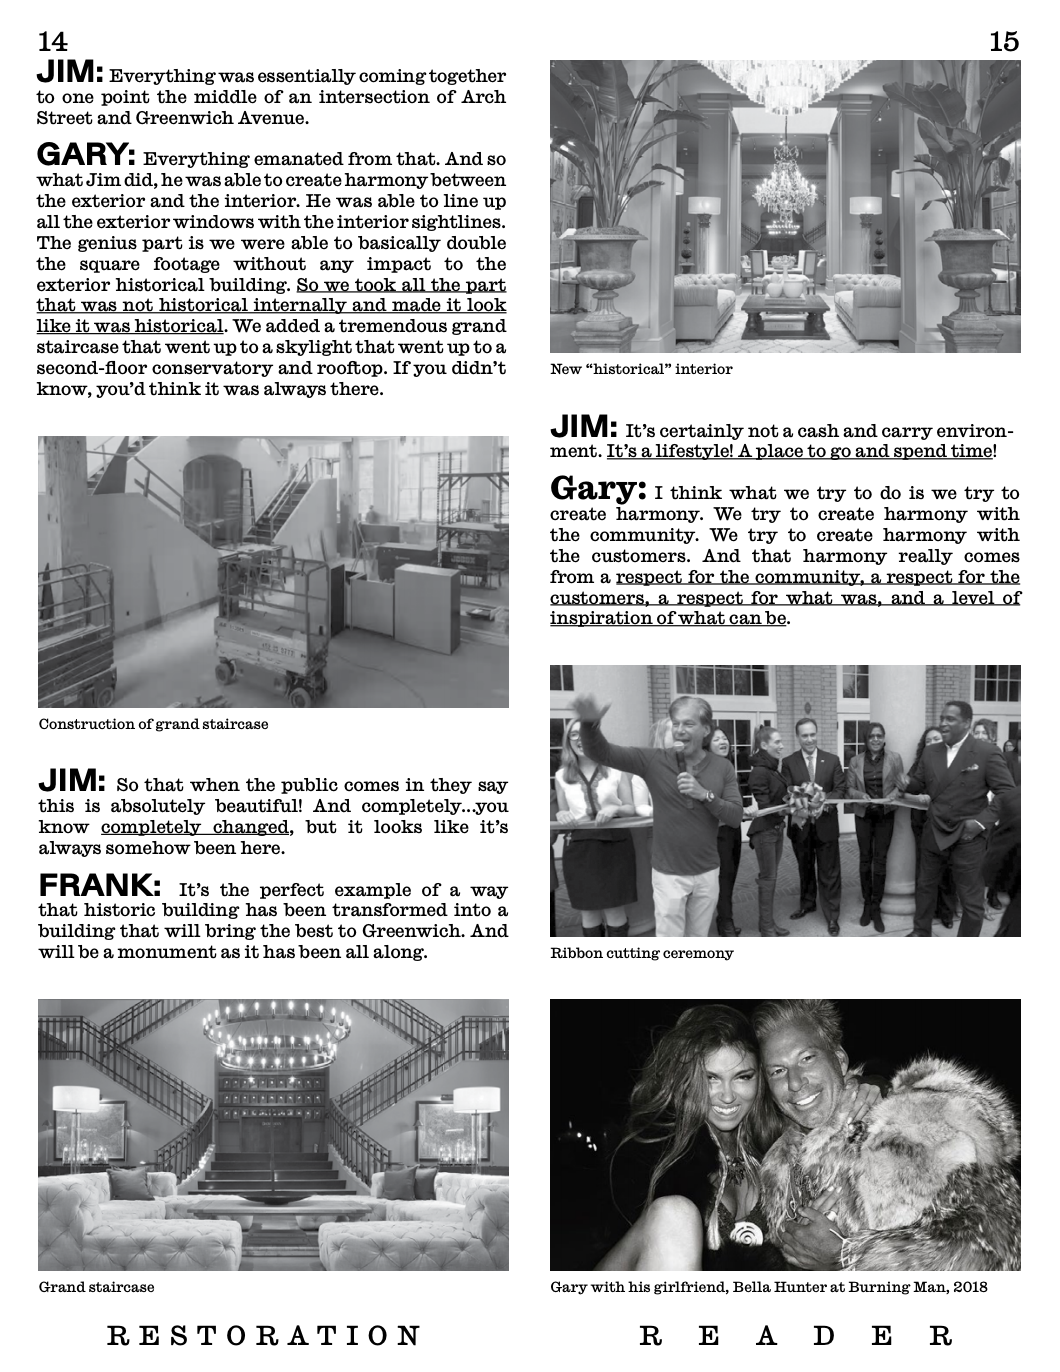 14
JIM: Everything was essentially coming together
to one point the middle of an intersection of Arch
Street and Greenwich Avenue.
GARY: Everything emanated from that. And so
what Jim did, he was able to create harmony between
the exterior and the interior. He was able to line up
all the exterior windows with the interior sightlines.
The genius part is we were able to basically double
the square footage without any impact to the
exterior historical building. So we took all the part
that was not historical internally and made it look
like it was historical. We added a tremendous grand
staircase that went up to a skylight that went up to a
second-floor conservatory and rooftop. If you didn't
know, you'd think it was always there.
Construction of grand staircase
JIM: So that when the public comes in they say
this is absolutely beautiful! And completely...you
know completely changed, but it looks like it's
always somehow been here.
FRANK: It's the perfect example of a way
that historic building has been transformed into a
building that will bring the best to Greenwich. And
will be a monument as it has been all along.
Grand staircase
RESTORATION
15
New “historical” interior
JIM: It's certainly not a cash and carry environ-
ment. It's a lifestyle! A place to go and spend time!
Gary: I think what we try to do is we try to
create harmony. We try to create harmony with
the community. We try to create harmony with
the customers. And that harmony really comes
from a respect for the community, a respect for the
customers, a respect for what was, and a level of
inspiration of what can be.
Ribbon cutting ceremony
Gary with his girlfriend, Bella Hunter at Burning Man, 2018
READER